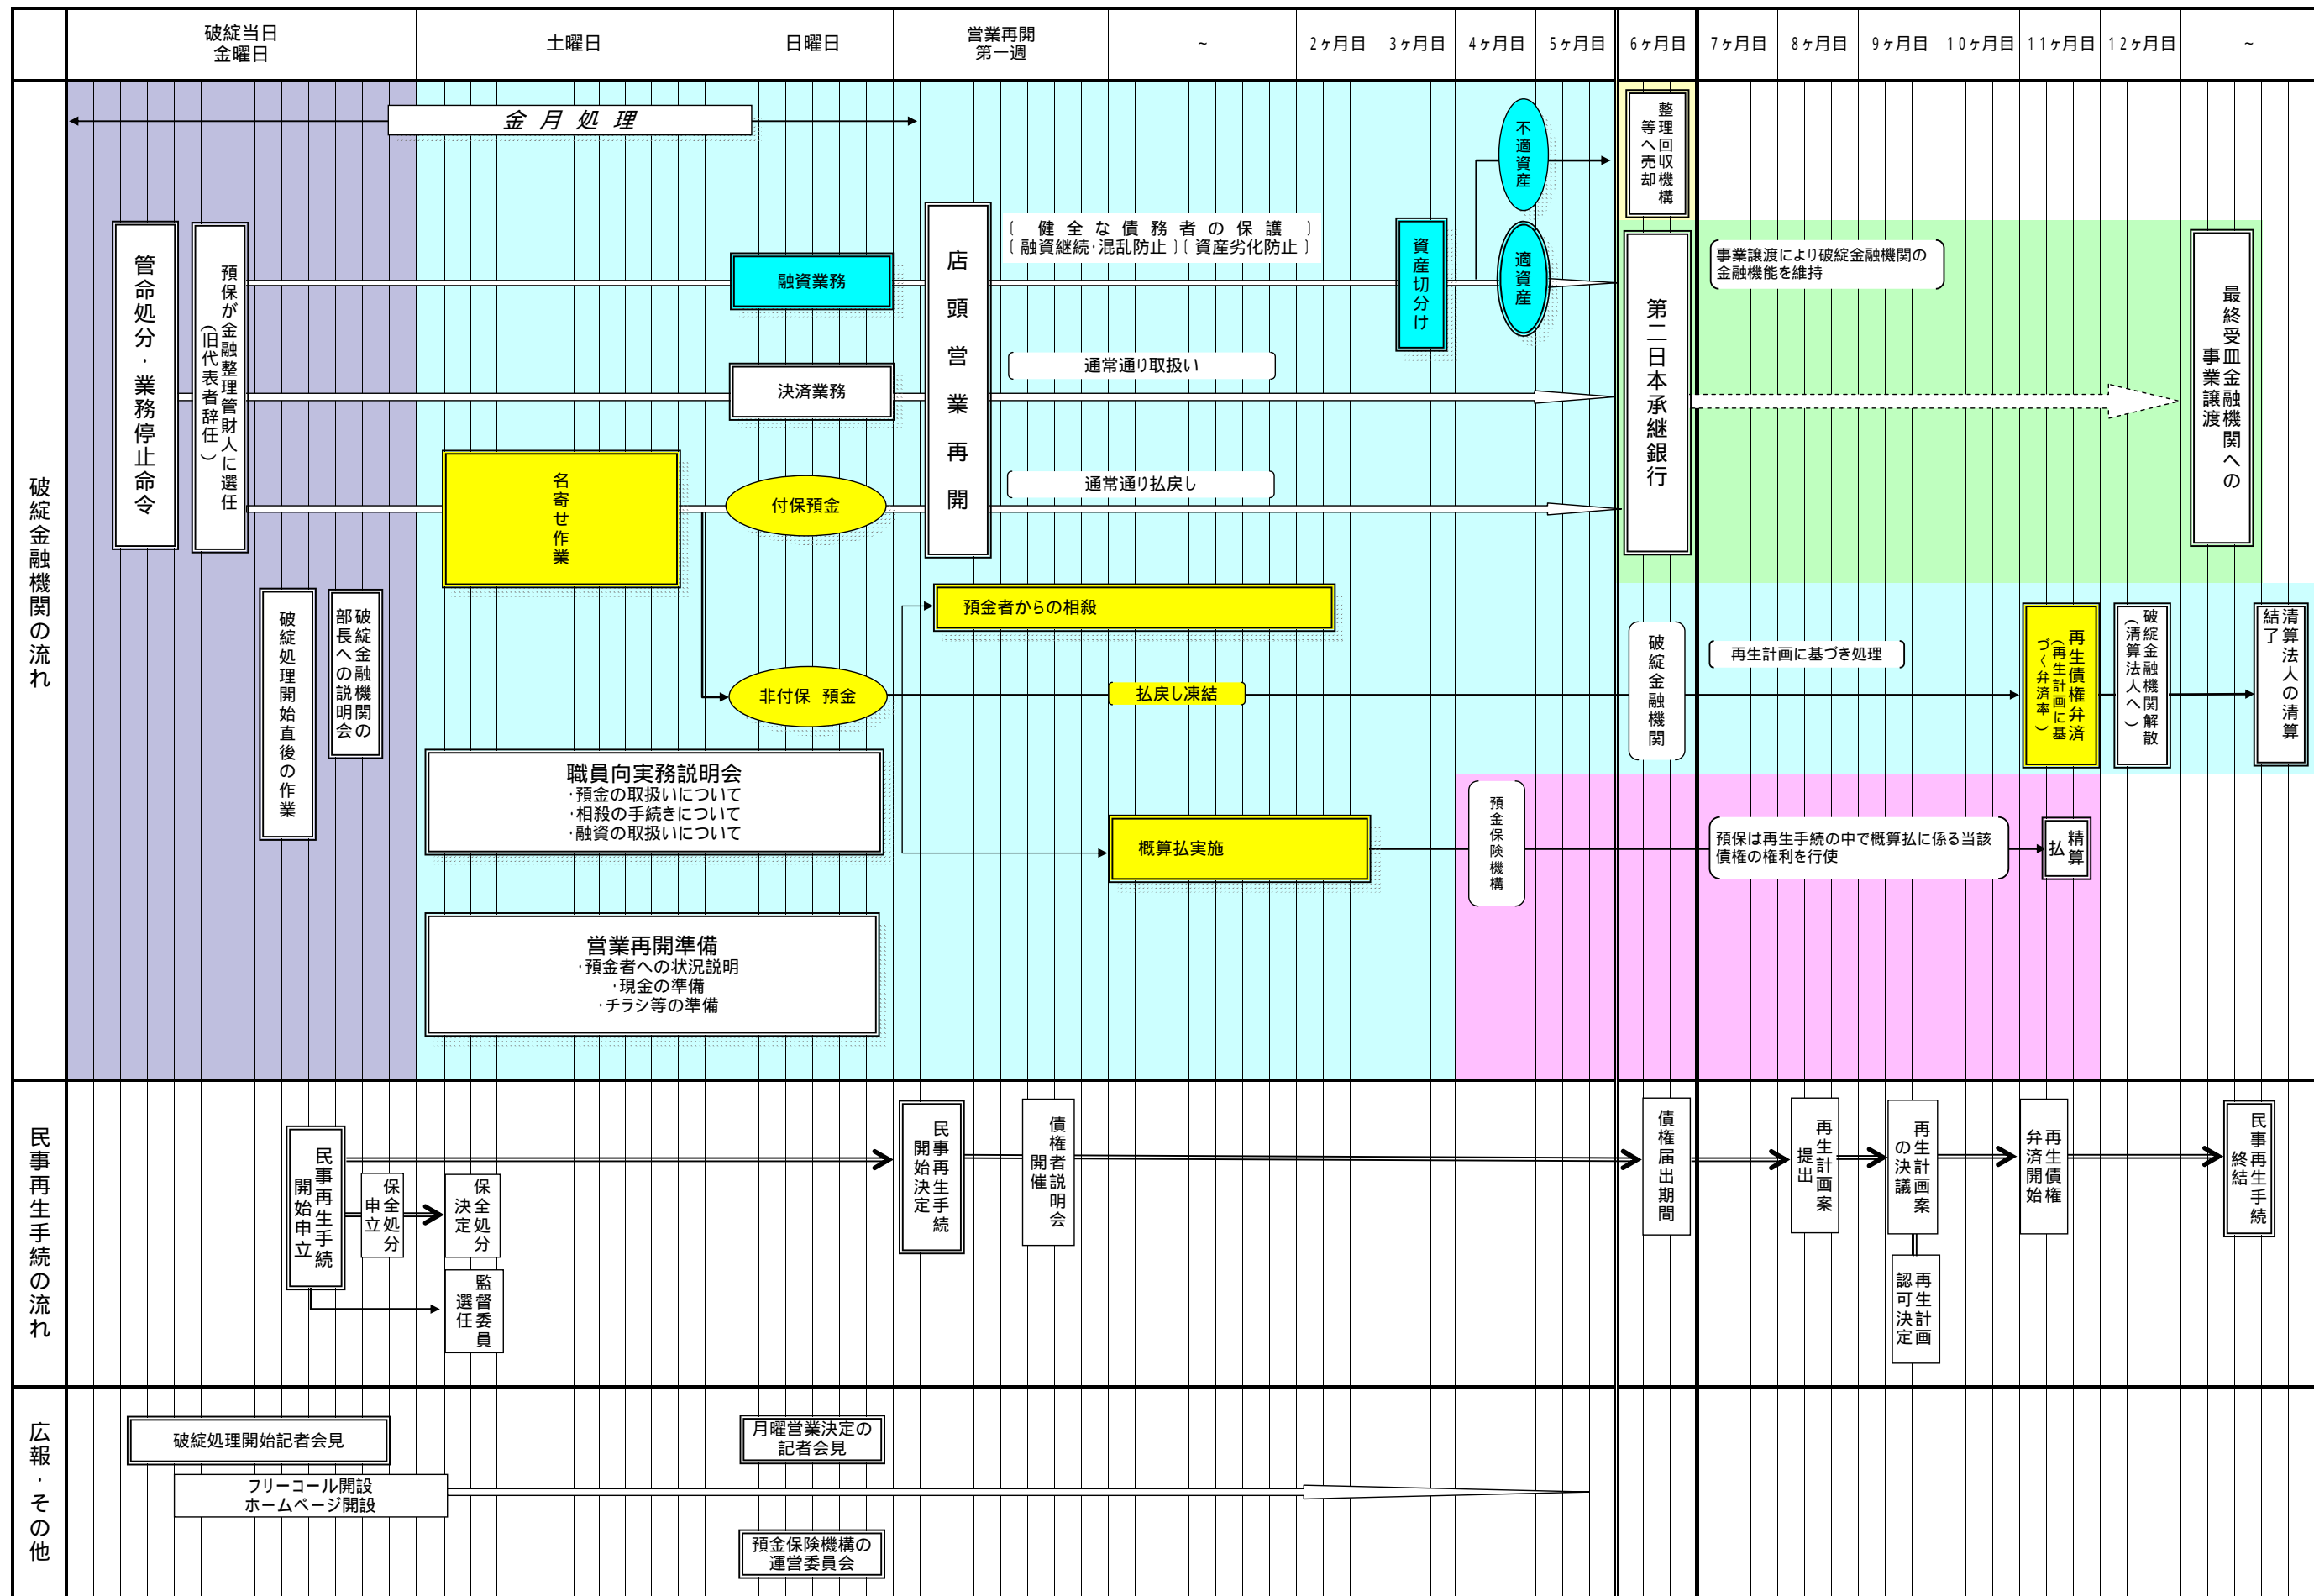 破綻当日
金曜日
土曜日
日曜日
営業再開
第一週
~
2ヶ月目
3ヶ月目
4ヶ月目
5ヶ月目
6ヶ月目
7ヶ月目
8ヶ月目
9ヶ月目
10ヶ月目
11ヶ月目
12ヶ月目
~
破綻金融機関の流れ
金月処理
管命処分・業務停止命令
預保が金融整理管財人に選任
(旧代表者辞任)
破綻処理開始直後の作業
破綻金融機関の
部長への説明会
名寄せ作業
融資業務
決済業務
付保預金
非付保 預金
職員向実務説明会
・預金の取扱いについて
・相殺の手続きについて
・融資の取扱いについて
営業再開準備
・預金者への状況説明
・現金の準備
・チラシ等の準備
店頭営業再開
〔 健全な債務者の保護 〕
〔融資継続・混乱防止〕〔資産劣化防止〕
通常通り取扱い
通常通り払戻し
預金者からの相殺
払戻し凍結
概算払実施
資産切分け
不適資産
適資産
整理回収機構
等へ売却
第二日本承継銀行
破綻金融機関
預金保険機構
事業譲渡により破綻金融機関の
金融機能を維持
再生計画に基づき処理
預保は再生手続の中で概算払に係る当該
債権の権利を行使
最終受皿金融機関への
事業譲渡
再生債権弁済
(再生計画に基
づく弁済率)
破綻金融機関解散
(清算法人へ)
清算法人の清算
結了
精算
払
民事再生手続の流れ
民事再生手続
開始申立
保全処分
申立
保全処分
決定
監督委員
選任
民事再生手続
開始決定
債権者説明会
開催
債権届出期間
再生計画案
提出
再生計画案
の決議
再生計画
認可決定
再生債権
弁済開始
民事再生手続
終結
広報・その他
破綻処理開始記者会見
フリーコール開設
ホームページ開設
月曜営業決定の
記者会見
預金保険機構の
運営委員会